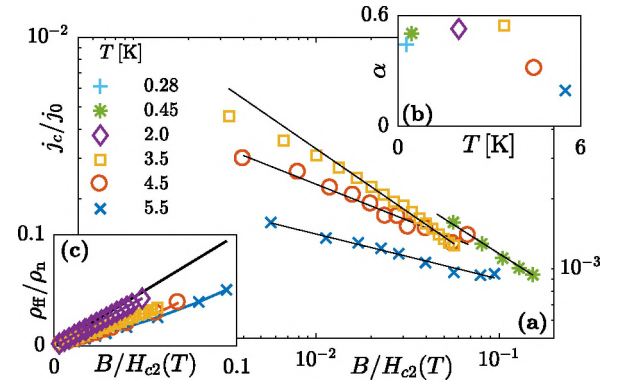 10⁻²
j_c/j_0
T [K]
0.28
0.45
2.0
3.5
4.5
5.5
0.6
α
(b)
0
0
T [K]
6
0.1
(c)
ρ_ff/ρ_n
0
0
B/H_c2(T)
0.1
10⁻³
(a)
10⁻²
B/H_c2(T)
10⁻¹